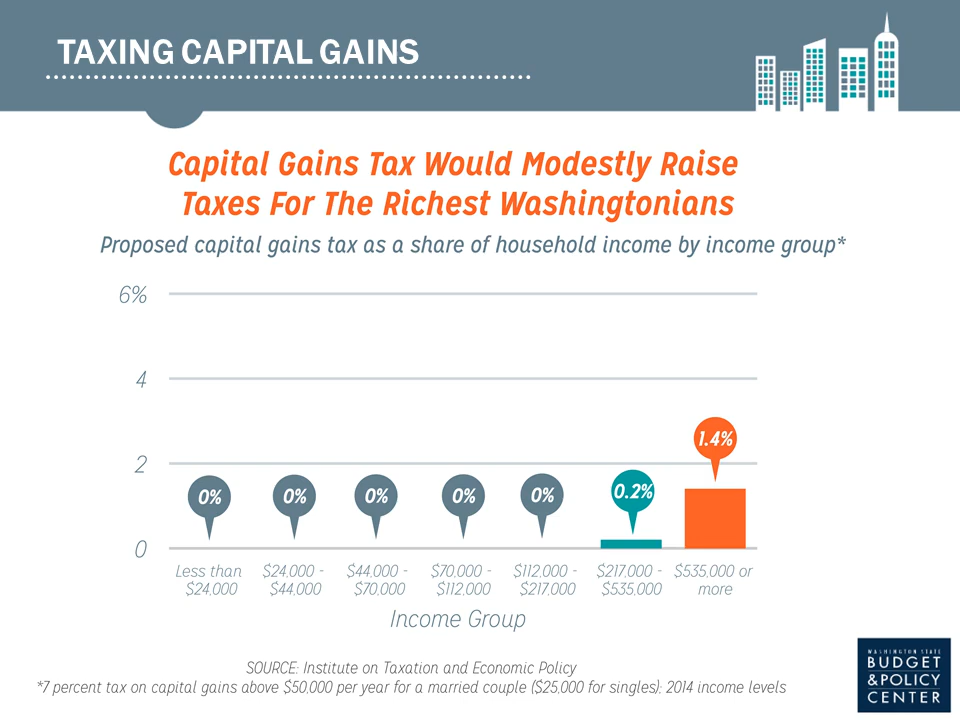 TAXING CAPITAL GAINS
Capital Gains Tax Would Modestly Raise
Taxes For The Richest Washingtonians
Proposed capital gains tax as a share of household income by income group*
6%
4
2
0
0%
0%
0%
0%
0%
0.2%
1.4%
Less than
$24,000
$24,000 -
$44,000
$44,000 -
$70,000
$70,000 -
$112,000
$112,000 -
$217,000
$217,000 -
$535,000
$535,000 or
more
Income Group
SOURCE: Institute on Taxation and Economic Policy
*7 percent tax on capital gains above $50,000 per year for a married couple ($25,000 for singles); 2014 income levels
WASHINGTON STATE
BUDGET
&POLICY
CENTER